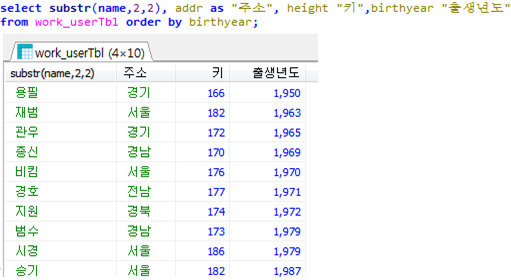 select substr(name,2,2), addr as "주소", height "키",birthyear "출생년도"
from work_userTbl order by birthyear;
work_userTbl (4×10)
substr(name,2,2) 주소 키 출생년도
용필 경기 166 1,950
재범 서울 182 1,963
관우 경기 172 1,965
종신 경남 170 1,969
비킴 서울 176 1,970
경호 전남 177 1,971
지원 경북 174 1,972
범수 경남 173 1,979
시경 서울 186 1,979
승기 서울 182 1,987